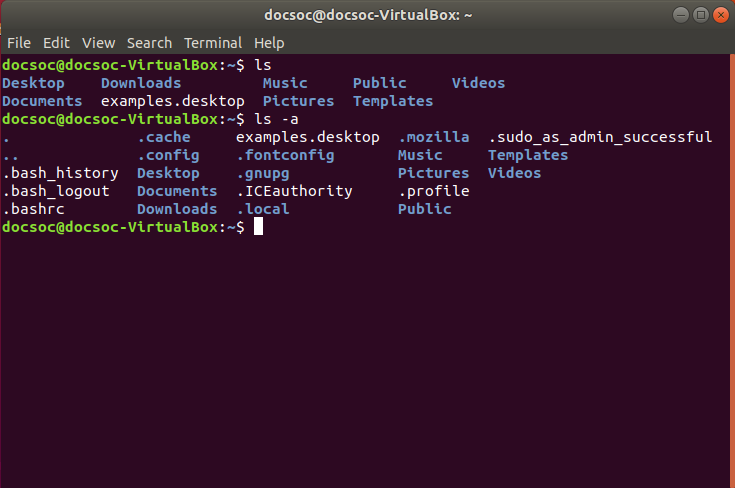 docsoc@docsoc-VirtualBox: ~
File Edit View Search Terminal Help
docsoc@docsoc-VirtualBox:~$ ls
Desktop    Downloads         Music     Public     Videos
Documents  examples.desktop  Pictures  Templates
docsoc@docsoc-VirtualBox:~$ ls -a
.              .cache     examples.desktop  .mozilla  .sudo_as_admin_successful
..             .config    .fontconfig       Music     Templates
.bash_history  Desktop    .gnupg            Pictures  Videos
.bash_logout   Documents  .ICEauthority     .profile
.bashrc        Downloads  .local            Public
docsoc@docsoc-VirtualBox:~$